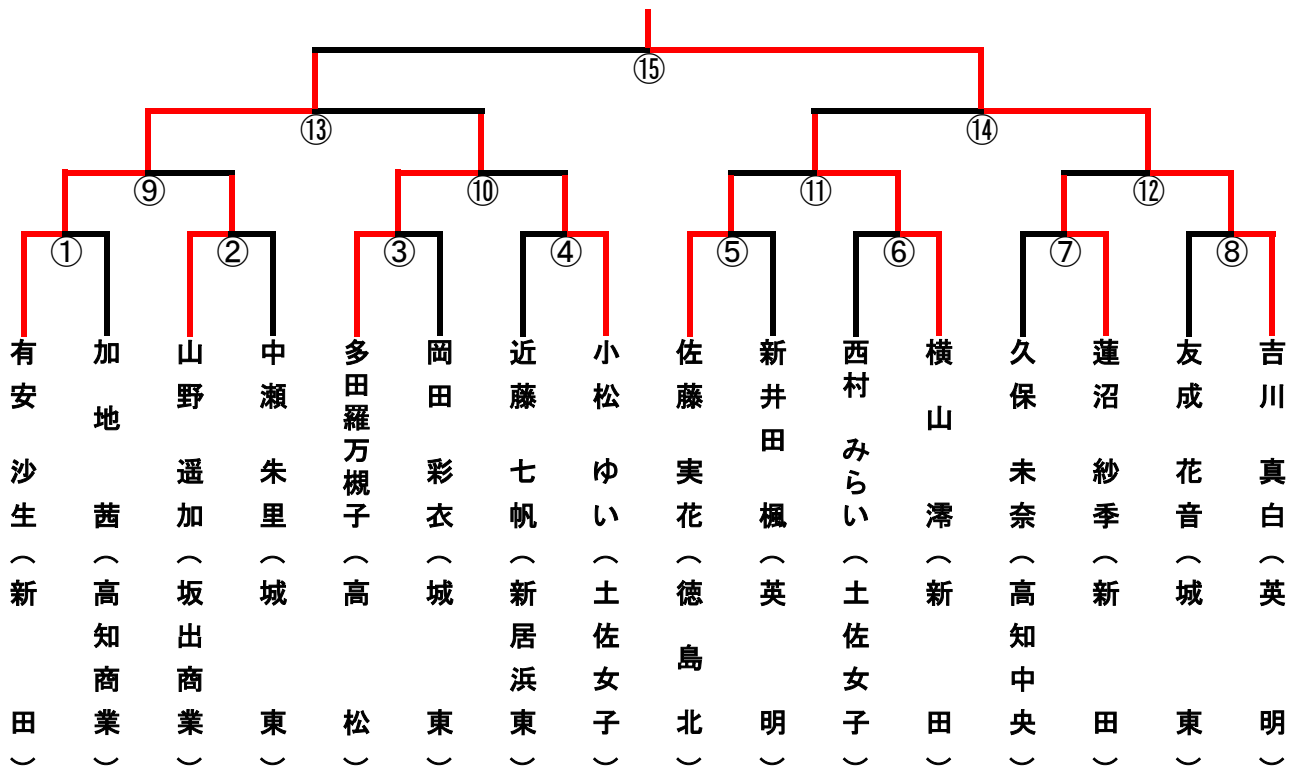 ⑮
⑬
⑭
⑨
⑩
⑪
⑫
①
②
③
④
⑤
⑥
⑦
⑧
有安 沙生（新田）
加地 茜（高知商業）
山野 遥加（坂出商業）
中瀬 朱里（城東）
多田羅万槻子（高松）
岡田 彩衣（城東）
近藤 七帆（新居浜東）
小松 ゆい（土佐女子）
佐藤 実花（徳島北）
新井田 楓（英明）
西村 みらい（土佐女子）
横山 澪（新田）
久保 未奈（高知中央）
蓮沼 紗季（新田）
友成 花音（城東）
吉川 真白（英明）